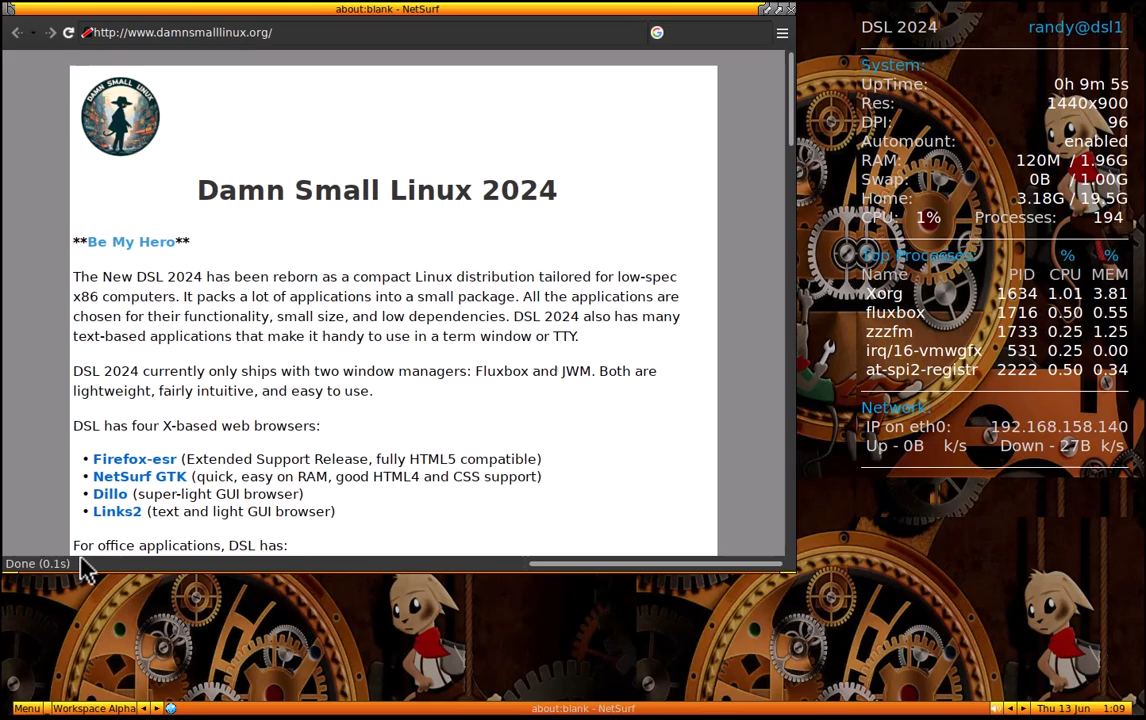 about:blank - NetSurf
http://www.damnsmalllinux.org/
DAMN SMALL LINUX
Damn Small Linux 2024
**Be My Hero**
The New DSL 2024 has been reborn as a compact Linux distribution tailored for low-spec
x86 computers. It packs a lot of applications into a small package. All the applications are
chosen for their functionality, small size, and low dependencies. DSL 2024 also has many
text-based applications that make it handy to use in a term window or TTY.
DSL 2024 currently only ships with two window managers: Fluxbox and JWM. Both are
lightweight, fairly intuitive, and easy to use.
DSL has four X-based web browsers:
• Firefox-esr (Extended Support Release, fully HTML5 compatible)
• NetSurf GTK (quick, easy on RAM, good HTML4 and CSS support)
• Dillo (super-light GUI browser)
• Links2 (text and light GUI browser)
For office applications, DSL has:
Done (0.1s)
DSL 2024 randy@dsl1
System:
UpTime: 0h 9m 5s
Res: 1440x900
DPI: 96
Automount: enabled
RAM: 120M / 1.96G
Swap: 0B / 1.00G
Home: 3.18G / 19.5G
CPU: 1% Processes: 194
Top Processes: % %
Name PID CPU MEM
Xorg 1634 1.01 3.81
fluxbox 1716 0.50 0.55
zzzfm 1733 0.25 1.25
irq/16-vmwgfx 531 0.25 0.00
at-spi2-registr 2222 0.50 0.34
Network:
IP on eth0: 192.168.158.140
Up - 0B k/s Down - 27B k/s
Menu Workspace Alpha about:blank - NetSurf Thu 13 Jun 1:09